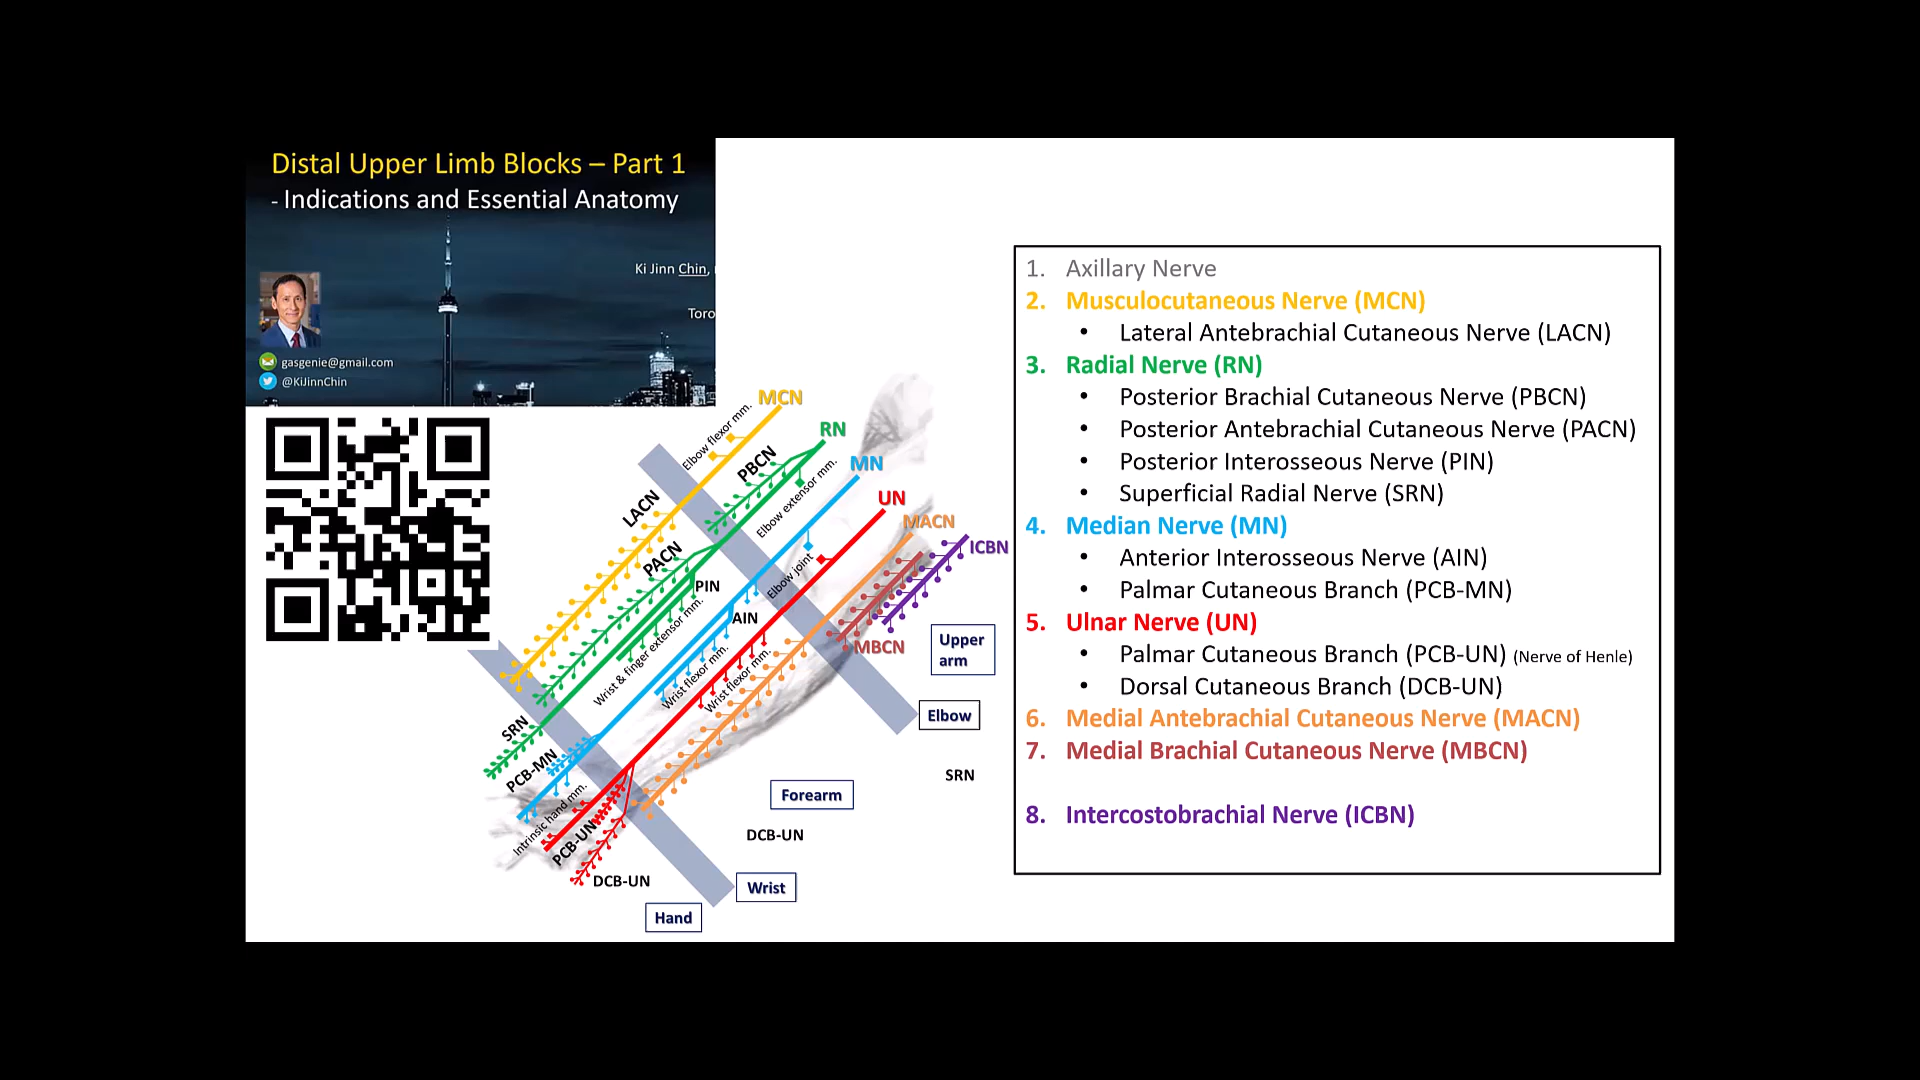 Distal Upper Limb Blocks – Part 1
- Indications and Essential Anatomy
Ki Jinn Chin,
gasgenie@gmail.com
@KiJinnChin
MCN
RN
MN
UN
MACN
ICBN
MBCN
Elbow flexor mm.
PBCN
Elbow extensor mm.
LACN
PACN
PIN
Elbow joint
AIN
Wrist & finger extensor mm.
Wrist flexor mm.
Wrist flexor mm.
SRN
PCB-MN
Intrinsic hand mm.
PCB-UN
DCB-UN
Upper
arm
Elbow
SRN
Forearm
DCB-UN
Wrist
Hand
1. Axillary Nerve
2. Musculocutaneous Nerve (MCN)
• Lateral Antebrachial Cutaneous Nerve (LACN)
3. Radial Nerve (RN)
• Posterior Brachial Cutaneous Nerve (PBCN)
• Posterior Antebrachial Cutaneous Nerve (PACN)
• Posterior Interosseous Nerve (PIN)
• Superficial Radial Nerve (SRN)
4. Median Nerve (MN)
• Anterior Interosseous Nerve (AIN)
• Palmar Cutaneous Branch (PCB-MN)
5. Ulnar Nerve (UN)
• Palmar Cutaneous Branch (PCB-UN) (Nerve of Henle)
• Dorsal Cutaneous Branch (DCB-UN)
6. Medial Antebrachial Cutaneous Nerve (MACN)
7. Medial Brachial Cutaneous Nerve (MBCN)
8. Intercostobrachial Nerve (ICBN)